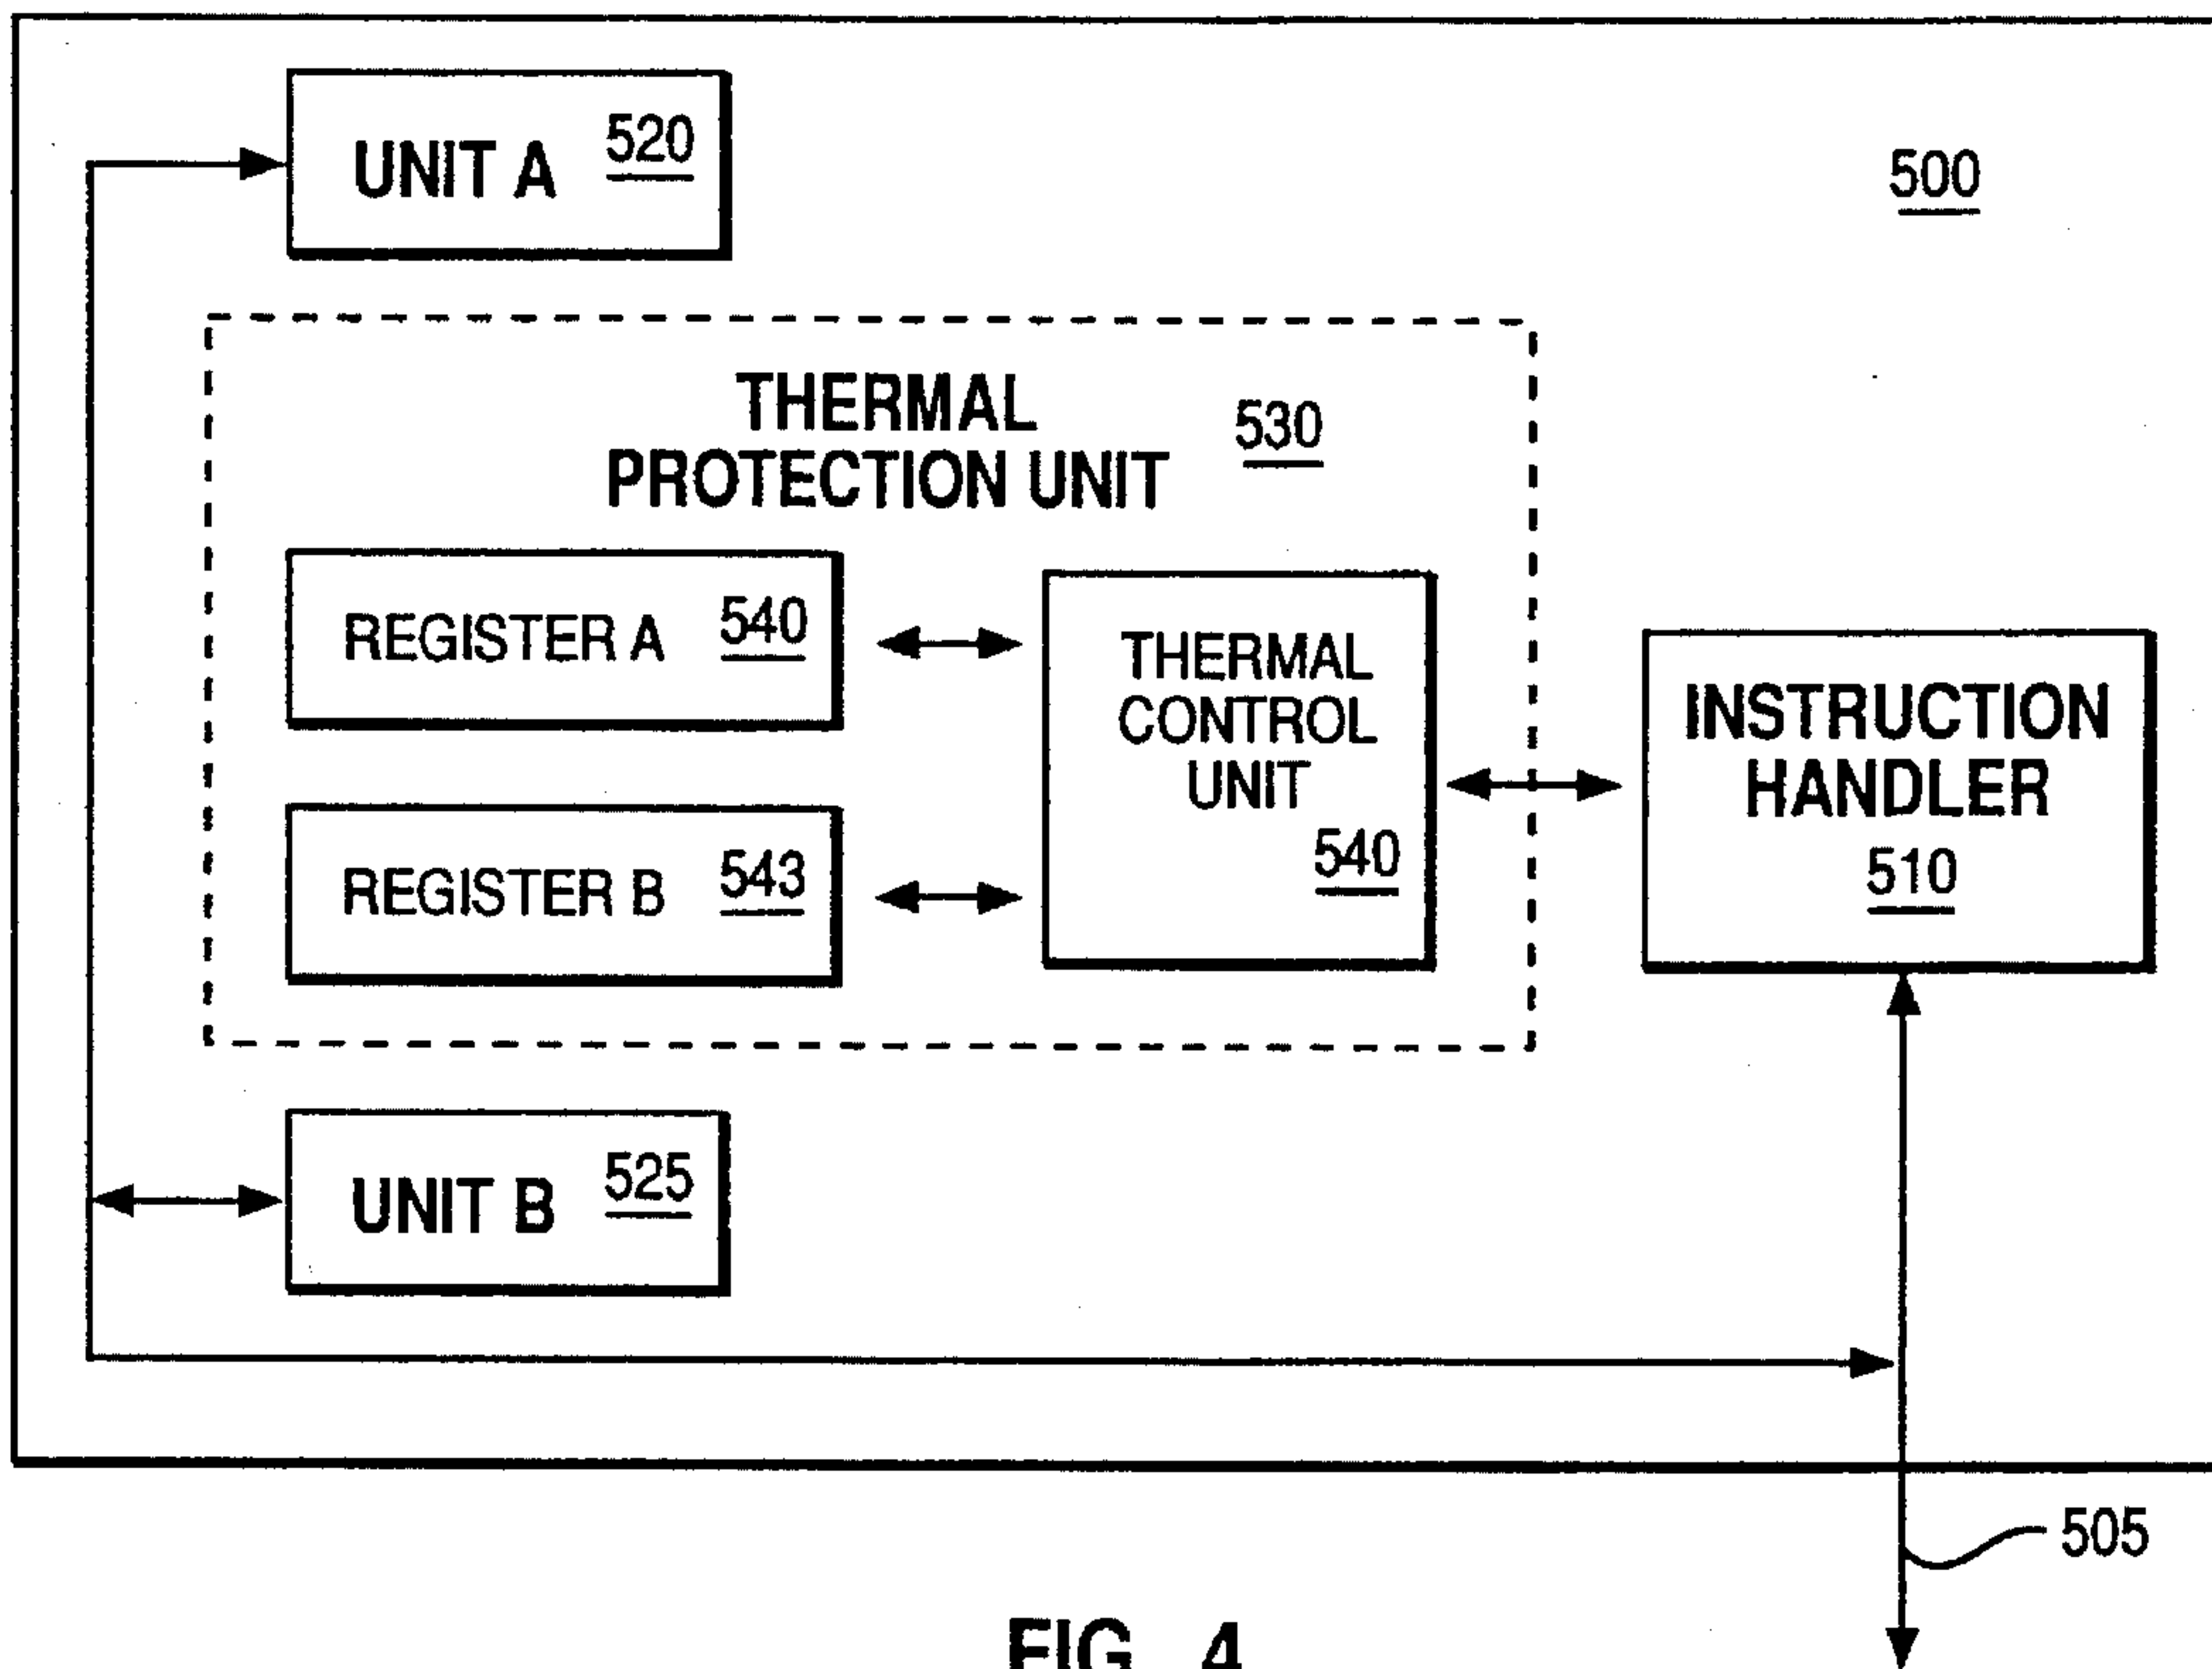 UNIT A 520
500
THERMAL
PROTECTION UNIT 530
REGISTER A 540
THERMAL
CONTROL
UNIT
540
REGISTER B 543
INSTRUCTION
HANDLER
510
UNIT B 525
505
FIG. 4